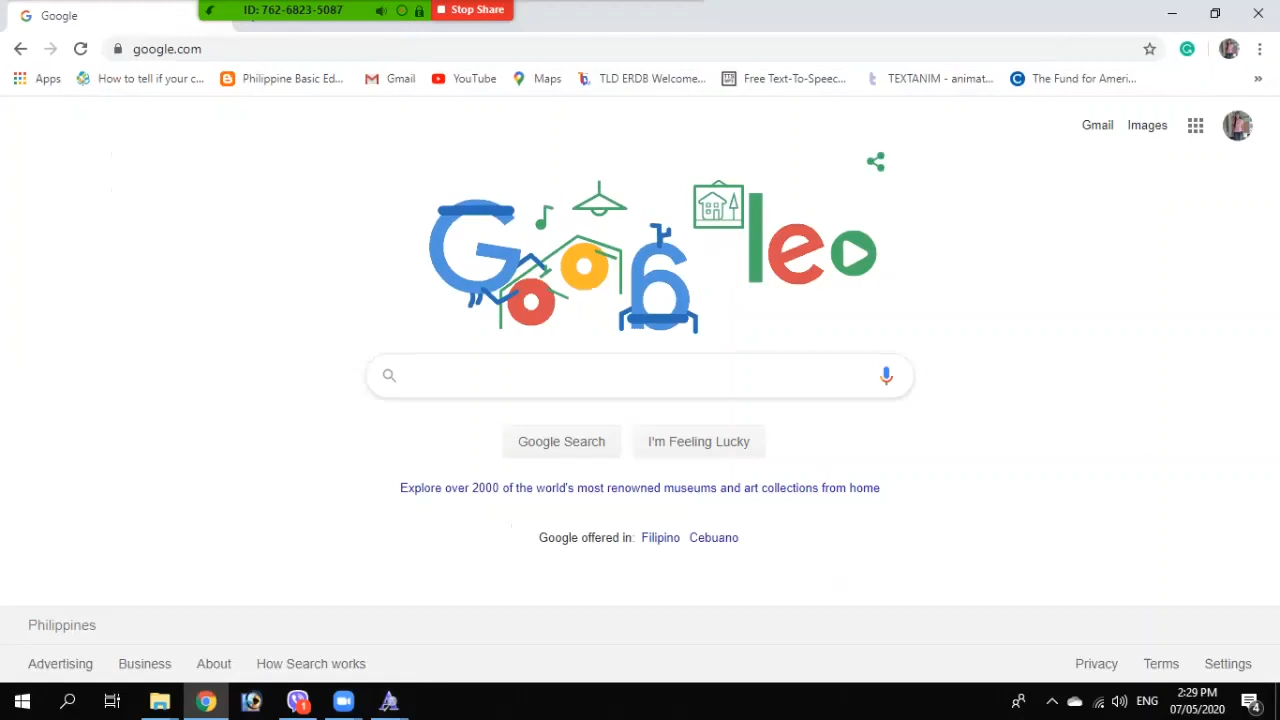 Google
ID: 762-6823-5087
Stop Share
google.com
Apps
How to tell if your c...
Philippine Basic Ed...
Gmail
YouTube
Maps
TLD ERDB Welcome...
Free Text-To-Speec...
TEXTANIM - animat...
The Fund for Ameri...
»
Gmail
Images
Google
Google Search
I'm Feeling Lucky
Explore over 2000 of the world's most renowned museums and art collections from home
Google offered in: Filipino Cebuano
Philippines
Advertising
Business
About
How Search works
Privacy
Terms
Settings
1
ENG
2:29 PM
07/05/2020
4